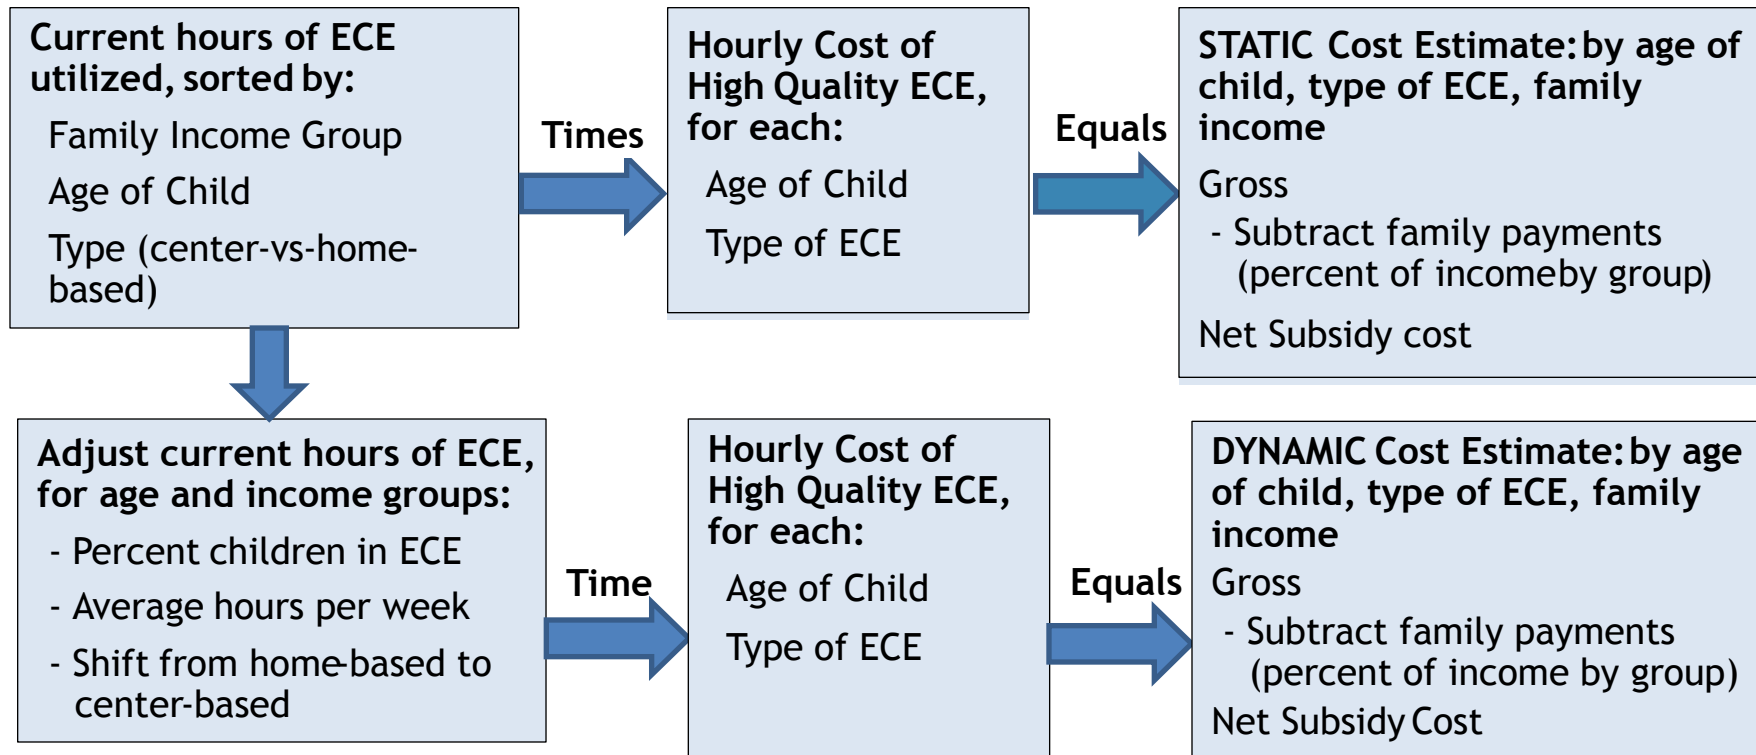 Current hours of ECE
utilized, sorted by:
Family Income Group
Age of Child
Type (center-vs-home-
based)
Times
Hourly Cost of
High Quality ECE,
for each:
Age of Child
Type of ECE
Equals
STATIC Cost Estimate: by age of
child, type of ECE, family
income
Gross
- Subtract family payments
(percent of incomeby group)
Net Subsidy cost
Adjust current hours of ECE,
for age and income groups:
- Percent children in ECE
- Average hours per week
- Shift from home-based to
center-based
Time
Hourly Cost of
High Quality ECE,
for each:
Age of Child
Type of ECE
Equals
DYNAMIC Cost Estimate: by age
of child, type of ECE, family
income
Gross
- Subtract family payments
(percent of income by group)
Net Subsidy Cost